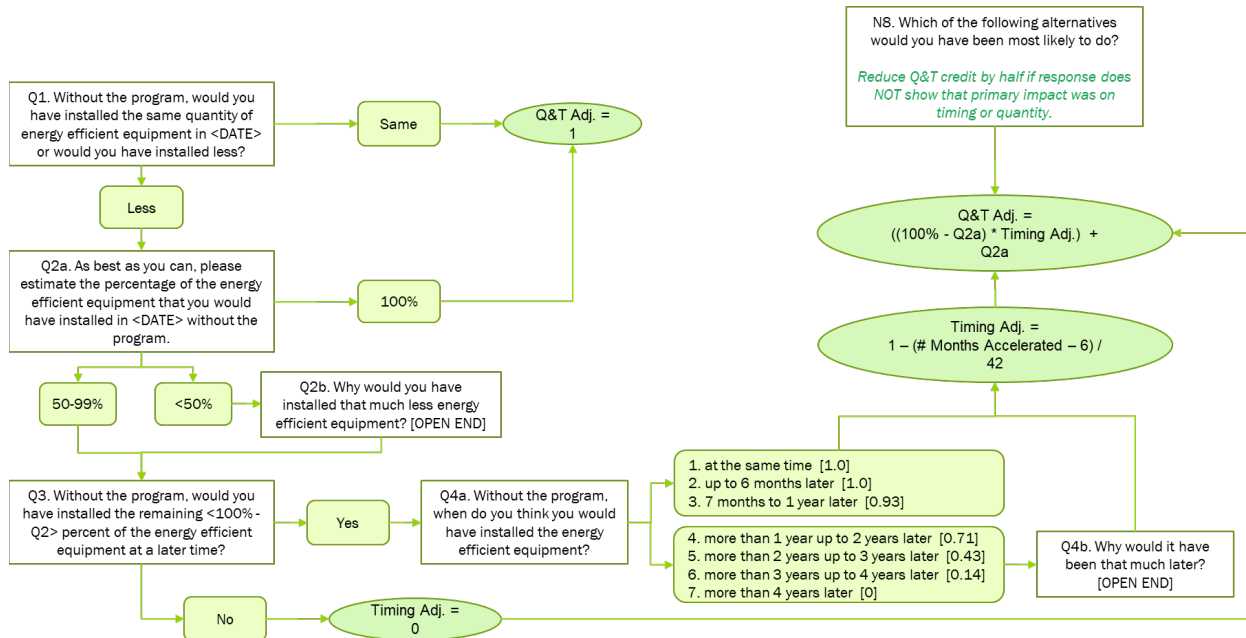 N8. Which of the following alternatives
would you have been most likely to do?
Reduce Q&T credit by half if response does
NOT show that primary impact was on
timing or quantity.
Q1. Without the program, would you
have installed the same quantity of
energy efficient equipment in <DATE>
or would you have installed less?
Same
Q&T Adj. =
1
Less
Q&T Adj. =
((100% - Q2a) * Timing Adj.) +
Q2a
Q2a. As best as you can, please
estimate the percentage of the energy
efficient equipment that you would
have installed in <DATE> without the
program.
100%
Timing Adj. =
1 – (# Months Accelerated – 6) /
42
50-99%
<50%
Q2b. Why would you have
installed that much less energy
efficient equipment? [OPEN END]
Q3. Without the program, would you
have installed the remaining <100% -
Q2> percent of the energy efficient
equipment at a later time?
Yes
Q4a. Without the program,
when do you think you would
have installed the energy
efficient equipment?
1. at the same time [1.0]
2. up to 6 months later [1.0]
3. 7 months to 1 year later [0.93]
4. more than 1 year up to 2 years later [0.71]
5. more than 2 years up to 3 years later [0.43]
6. more than 3 years up to 4 years later [0.14]
7. more than 4 years later [0]
Q4b. Why would it have
been that much later?
[OPEN END]
No
Timing Adj. =
0